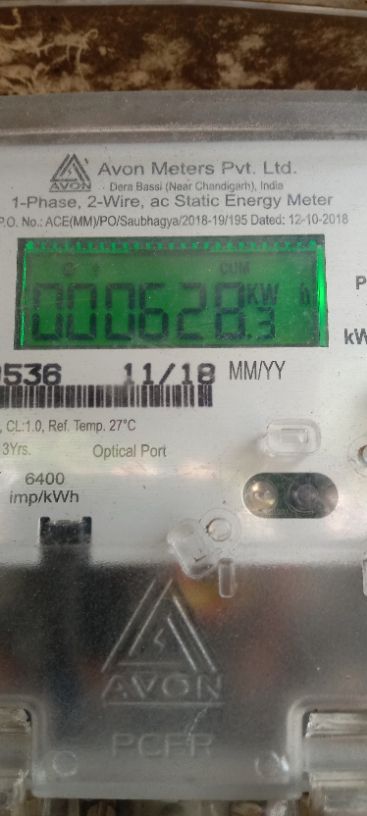 AVON
Avon Meters Pvt. Ltd.
Dera Bassi (Near Chandigarh), India
1-Phase, 2-Wire, ac Static Energy Meter
P.O. No.: ACE(MM)/PO/Saubhagya/2018-19/195 Dated: 12-10-2018
CUM
000628.3 KW h
P
kW
536 11/18 MM/YY
, CL:1.0, Ref. Temp. 27°C
3Yrs. Optical Port
6400
imp/kWh
AVON